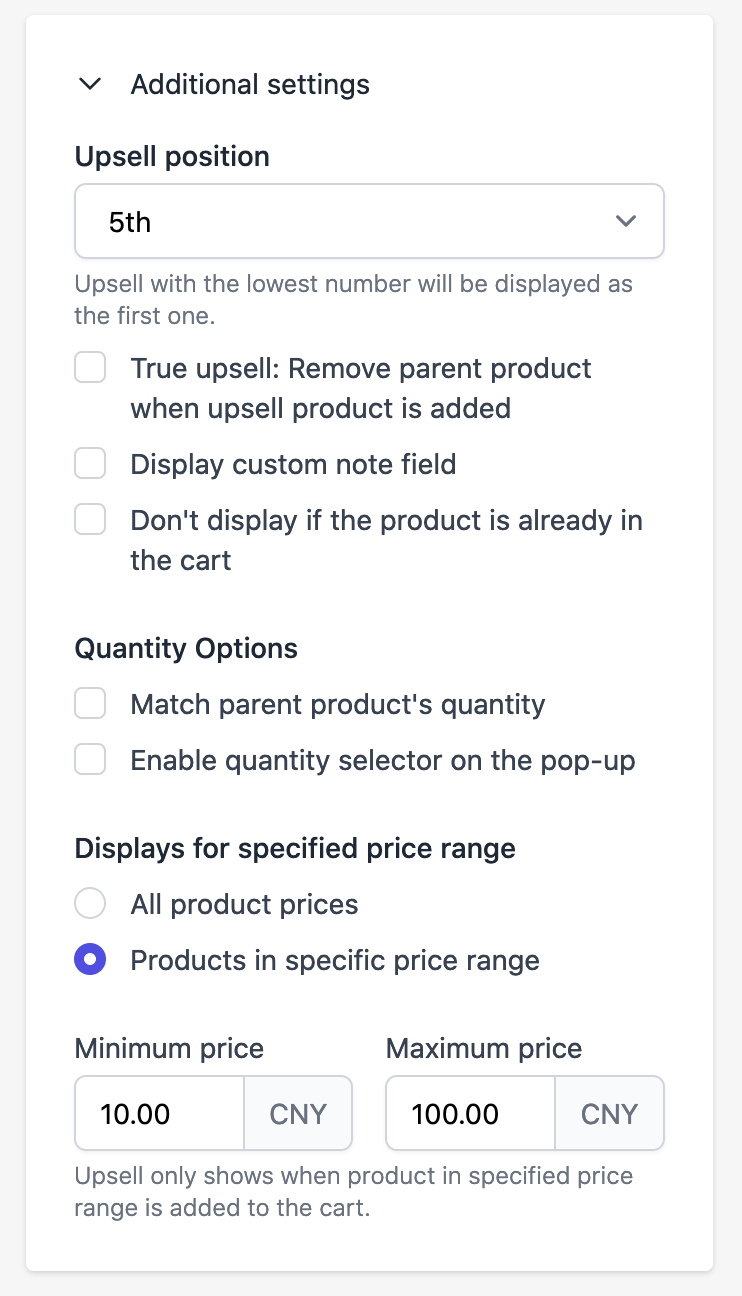 Additional settings
Upsell position
5th
Upsell with the lowest number will be displayed as
the first one.
True upsell: Remove parent product
when upsell product is added
Display custom note field
Don't display if the product is already in
the cart
Quantity Options
Match parent product's quantity
Enable quantity selector on the pop-up
Displays for specified price range
All product prices
Products in specific price range
Minimum price
Maximum price
10.00 CNY
100.00 CNY
Upsell only shows when product in specified price
range is added to the cart.